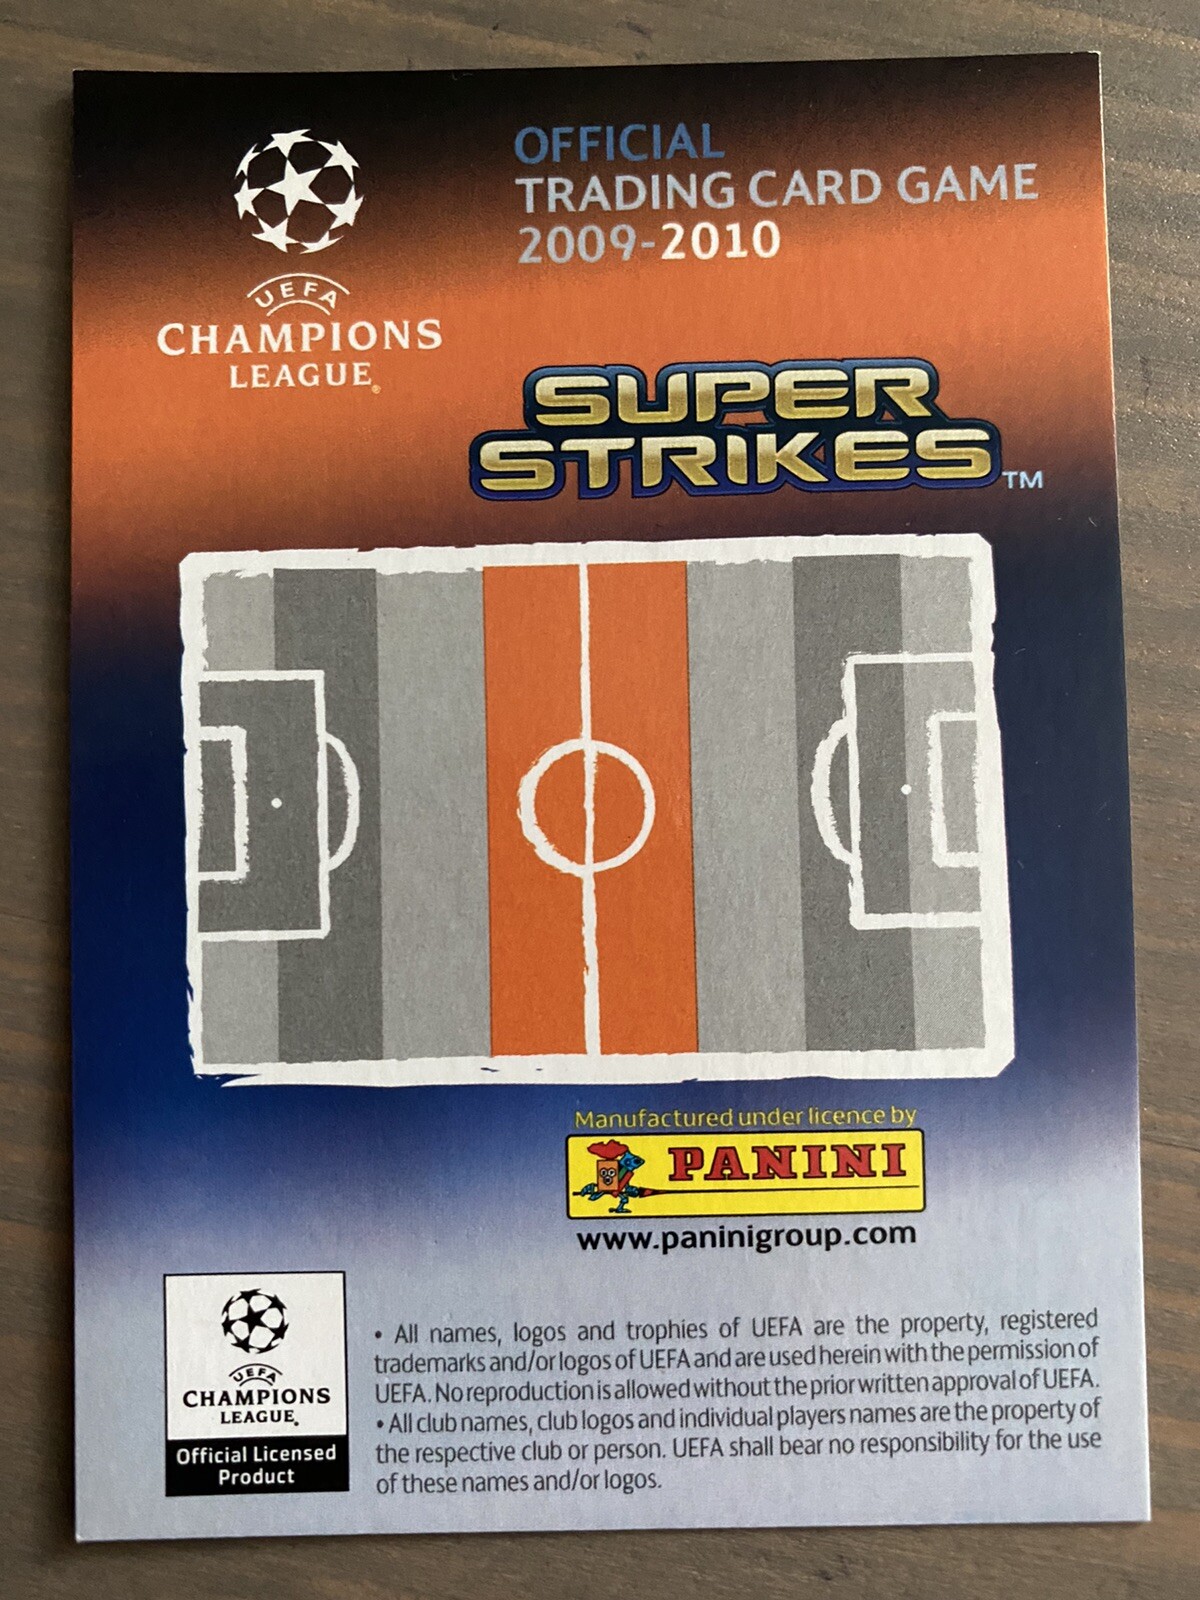 OFFICIAL
TRADING CARD GAME
2009-2010
UEFA
CHAMPIONS
LEAGUE®
SUPER
STRIKES™
Manufactured under licence by
PANINI
www.paninigroup.com
UEFA
CHAMPIONS
LEAGUE®
Official Licensed
Product
• All names, logos and trophies of UEFA are the property, registered
trademarks and/or logos of UEFA and are used herein with the permission of
UEFA. No reproduction is allowed without the prior written approval of UEFA.
• All club names, club logos and individual players names are the property of
the respective club or person. UEFA shall bear no responsibility for the use
of these names and/or logos.